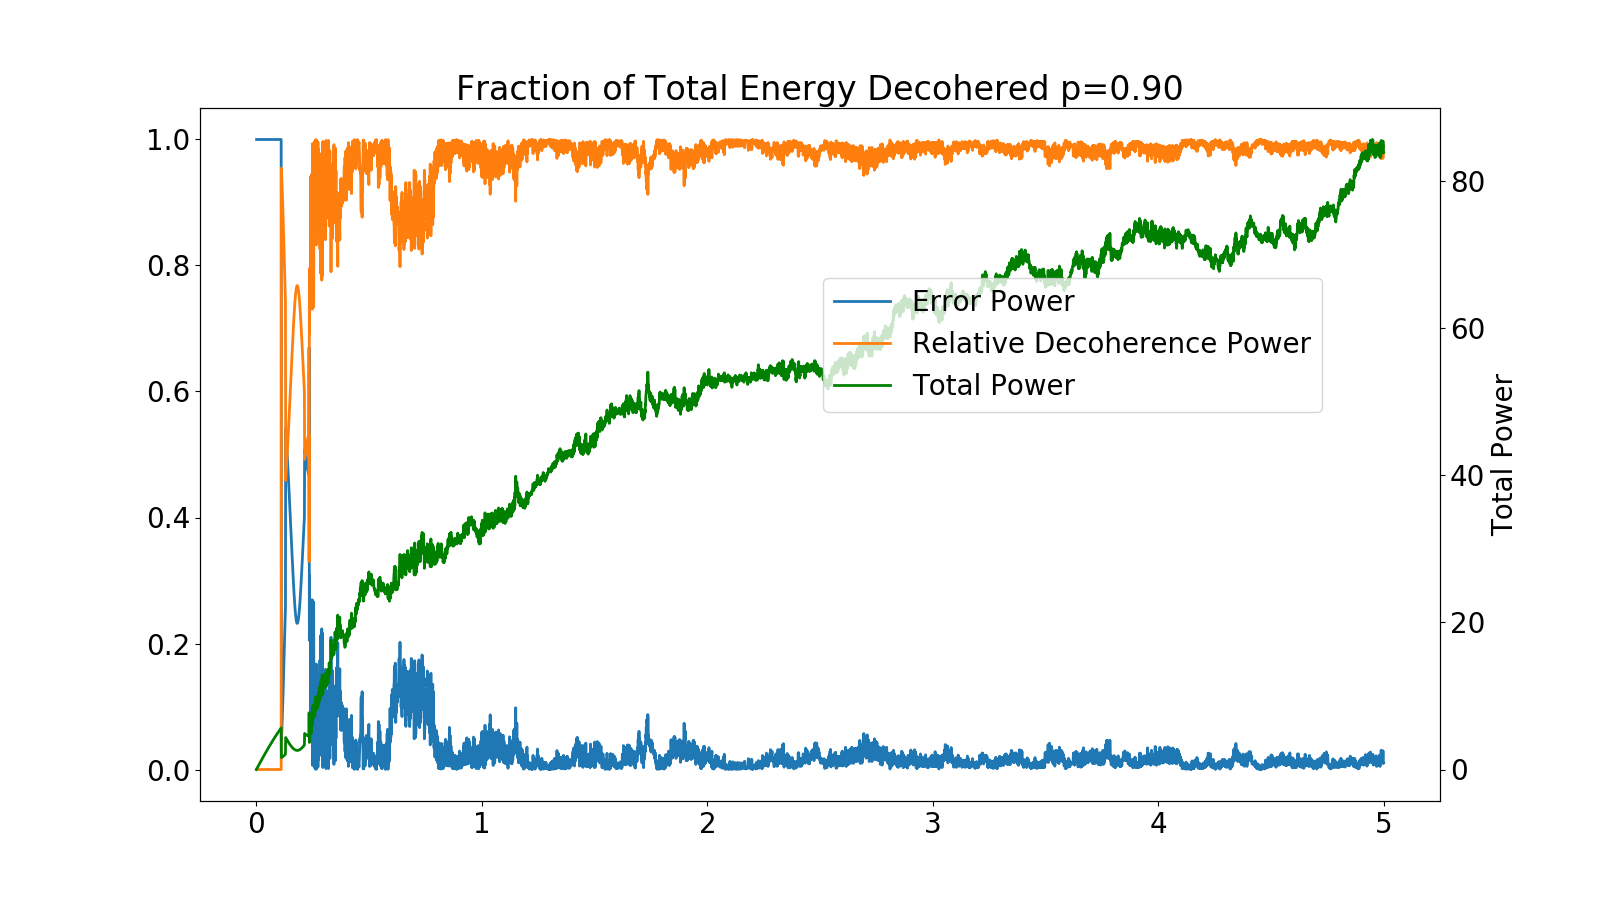 Fraction of Total Energy Decohered p=0.90
1.0
0.8
0.6
0.4
0.2
0.0
80
60
40
20
0
Total Power
Error Power
Relative Decoherence Power
Total Power
0 1 2 3 4 5